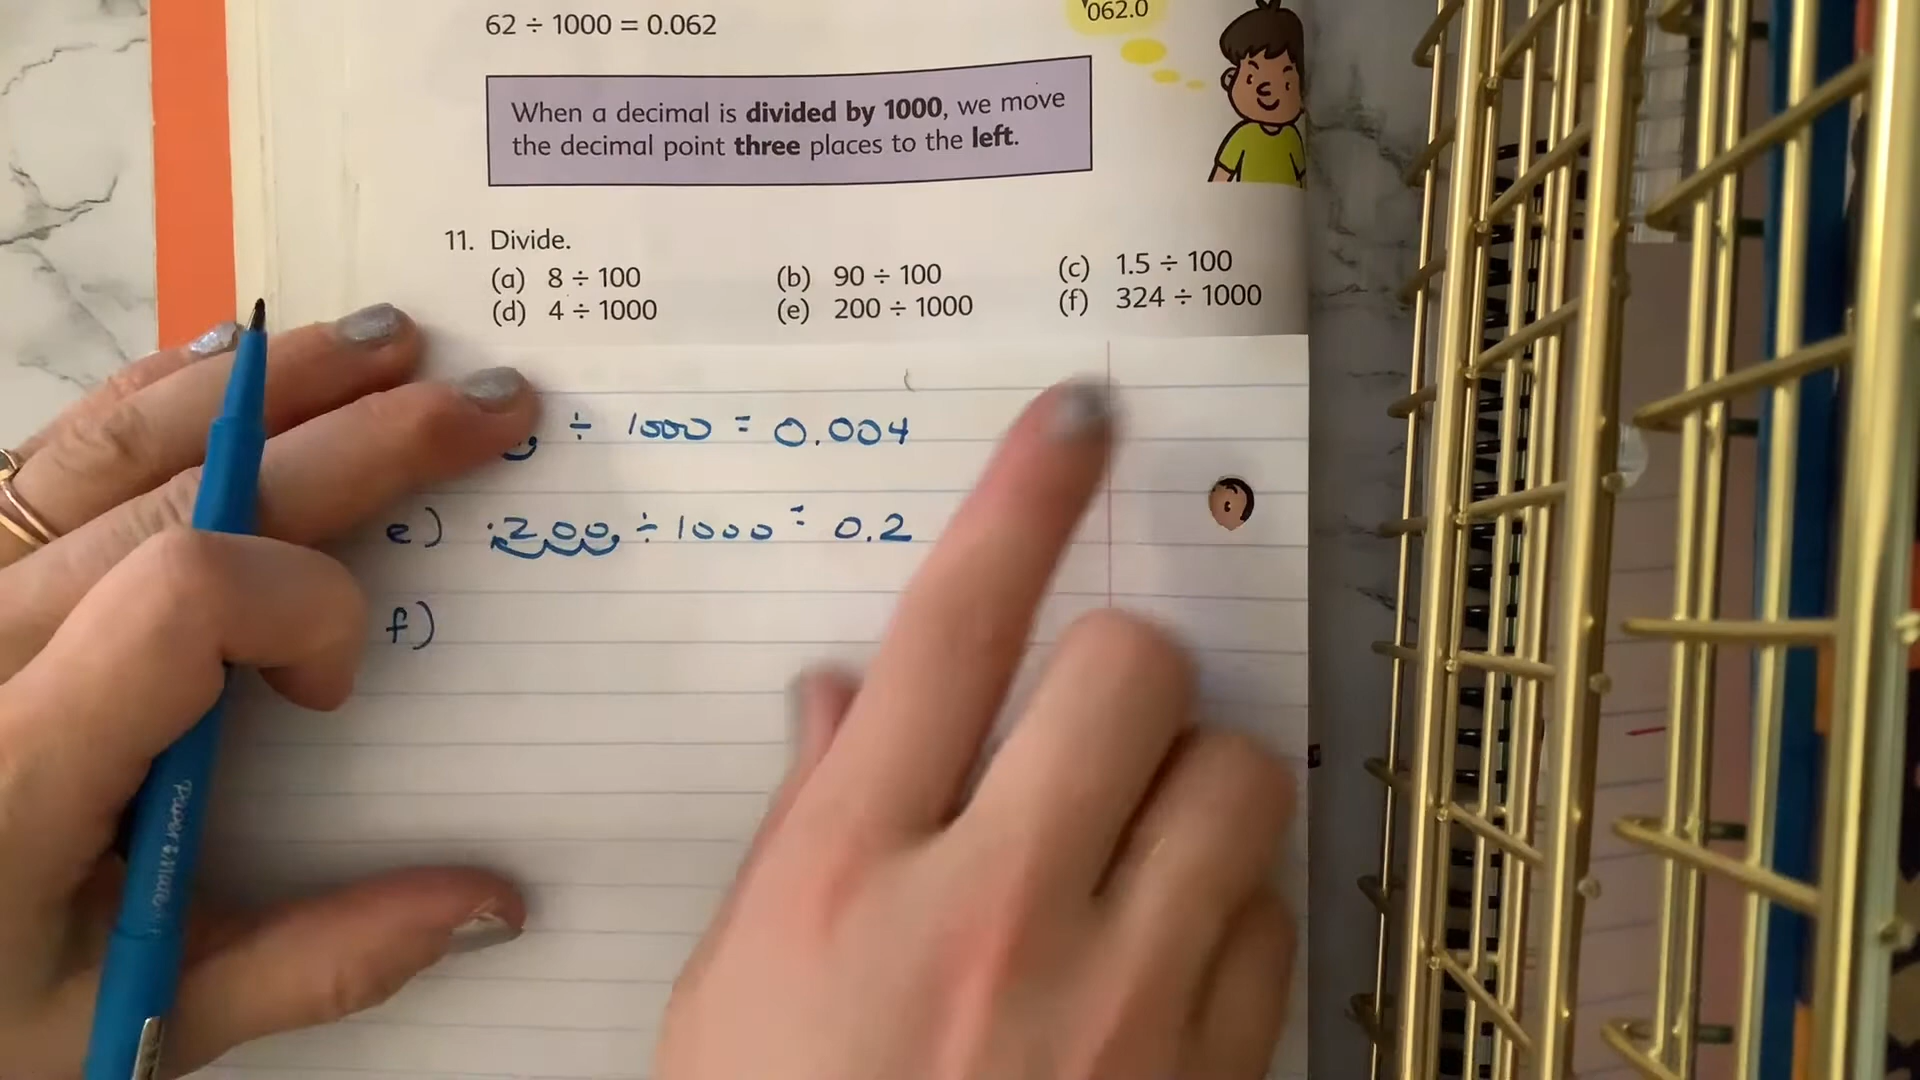 062.0
62 ÷ 1000 = 0.062
When a decimal is divided by 1000, we move
the decimal point three places to the left.
11. Divide.
(a) 8 ÷ 100 (b) 90 ÷ 100 (c) 1.5 ÷ 100
(d) 4 ÷ 1000 (e) 200 ÷ 1000 (f) 324 ÷ 1000
÷ 1000 = 0.004
e) .200 ÷ 1000 = 0.2
f)